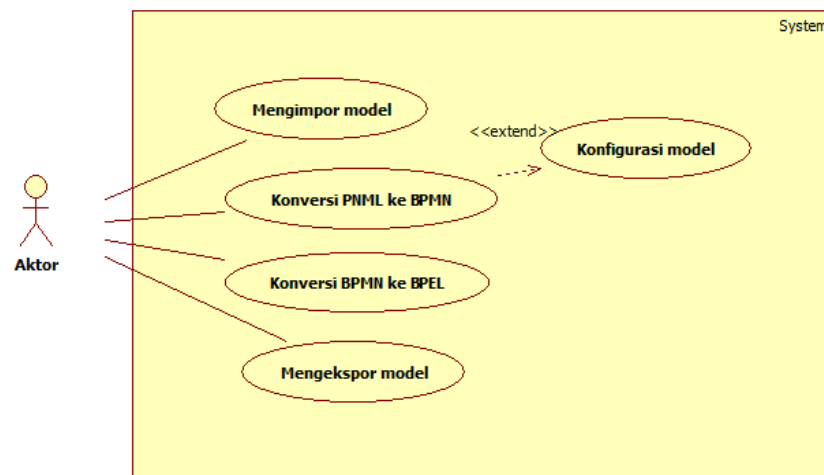 System
Mengimpor model
<<extend>>
Konfigurasi model
Konversi PNML ke BPMN
Aktor
Konversi BPMN ke BPEL
Mengekspor model